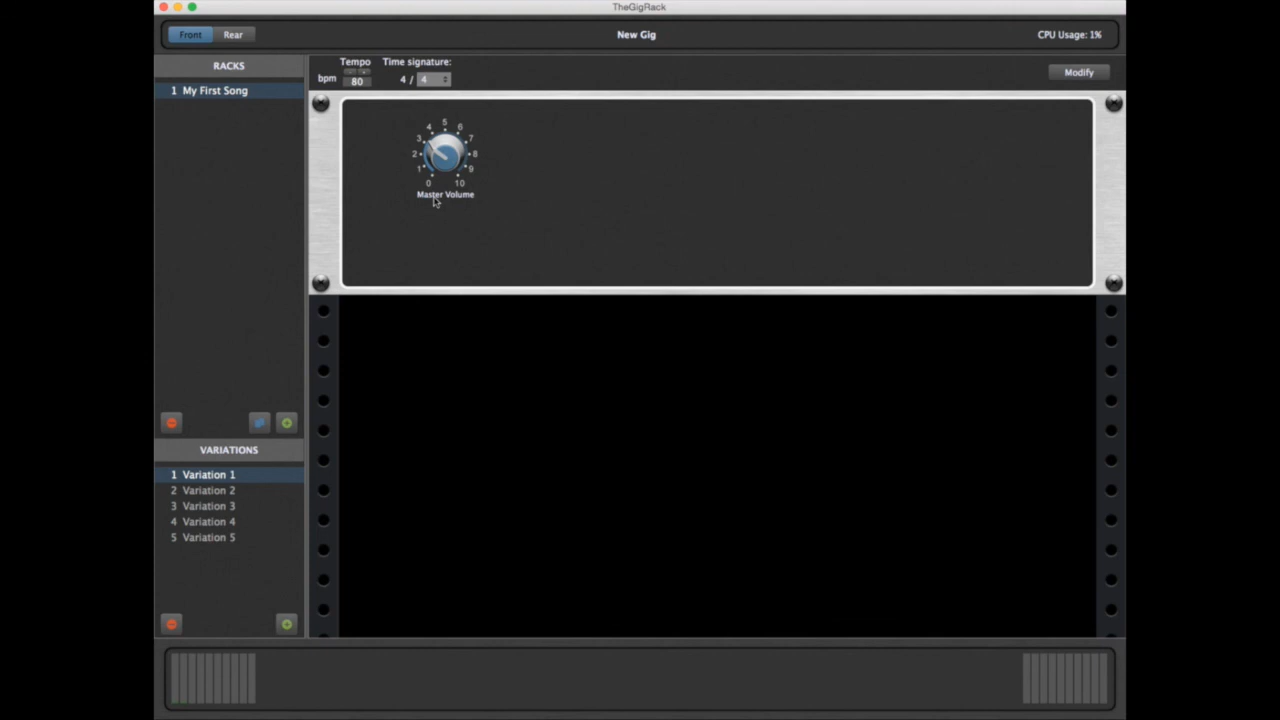 TheGigRack
Front Rear New Gig CPU Usage: 1%
RACKS
1 My First Song
Tempo Time signature:
bpm 80 4 / 4
Modify
5
4 6
3 7
2 8
1 9
0 10
Master Volume
VARIATIONS
1 Variation 1
2 Variation 2
3 Variation 3
4 Variation 4
5 Variation 5